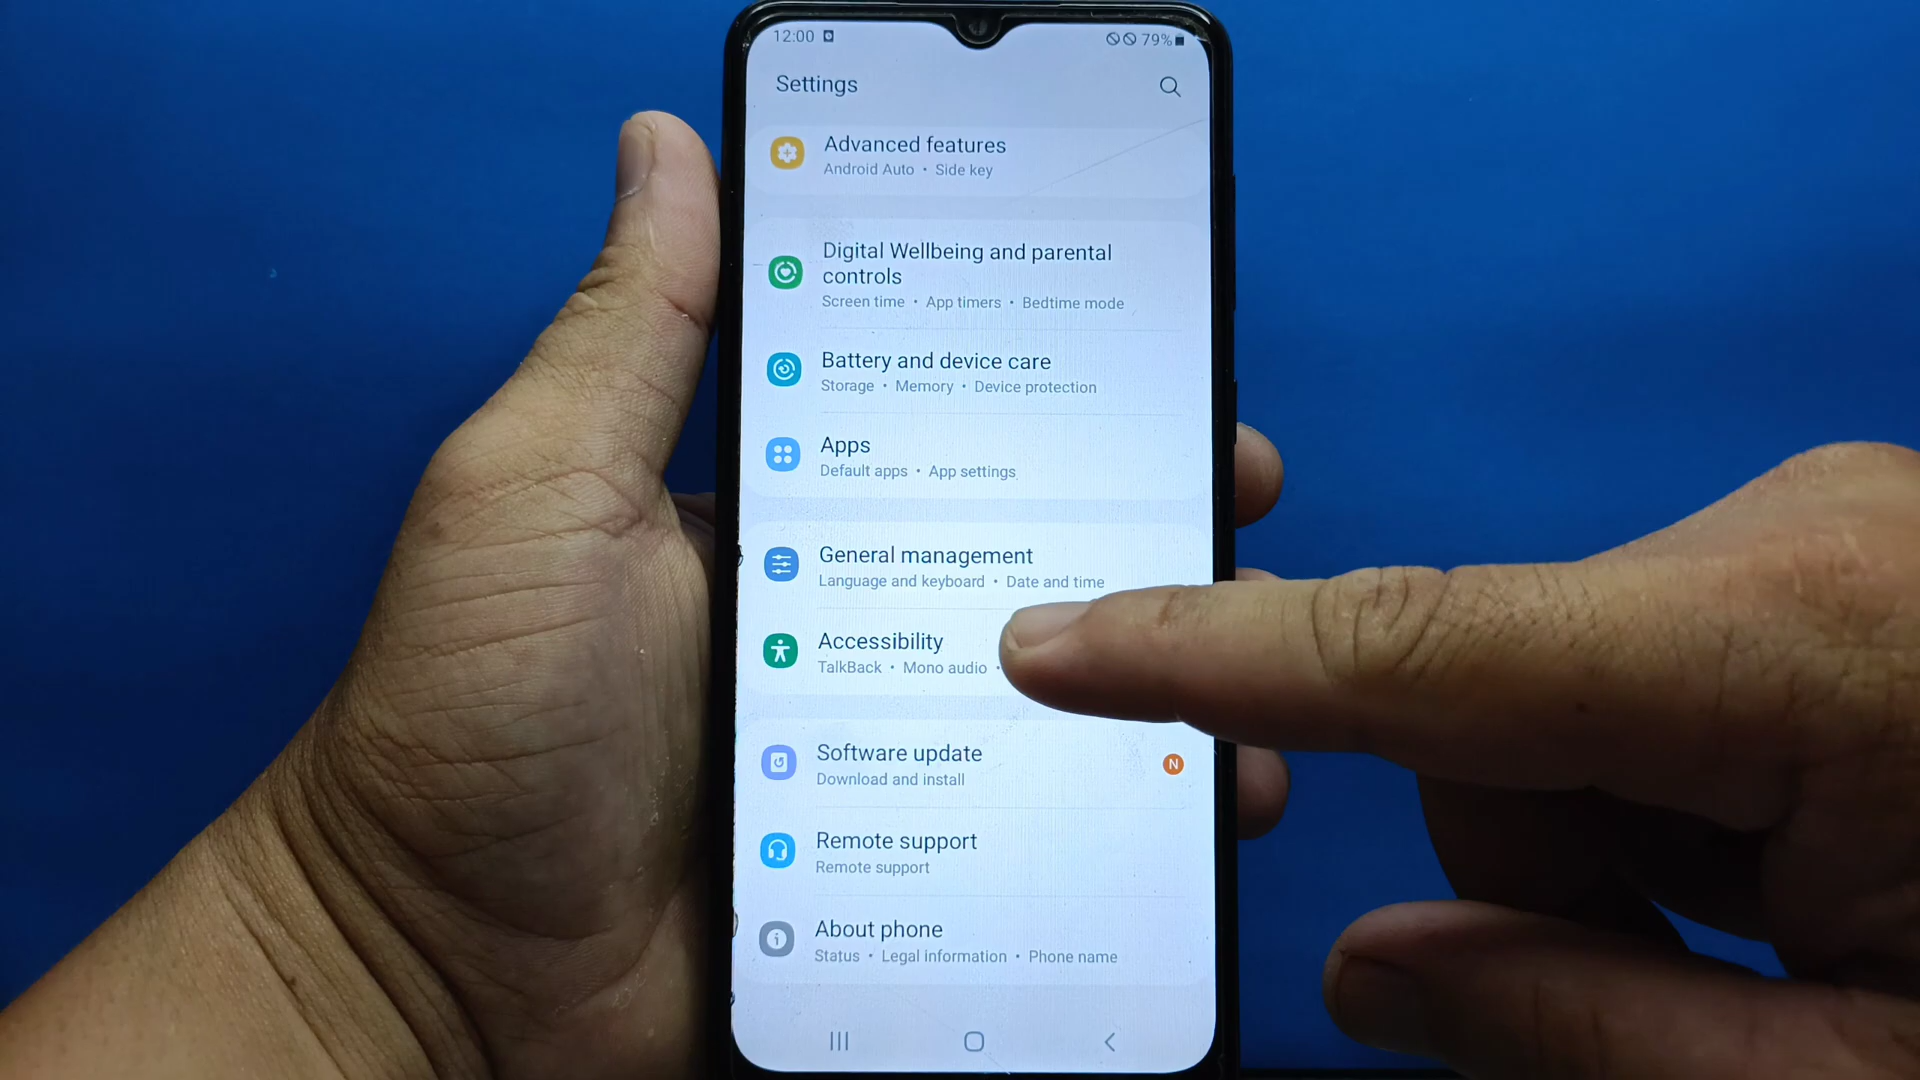 12:00 79%
Settings
Advanced features
Android Auto • Side key
Digital Wellbeing and parental
controls
Screen time • App timers • Bedtime mode
Battery and device care
Storage • Memory • Device protection
Apps
Default apps • App settings
General management
Language and keyboard • Date and time
Accessibility
TalkBack • Mono audio •
Software update
N
Download and install
Remote support
Remote support
About phone
Status • Legal information • Phone name